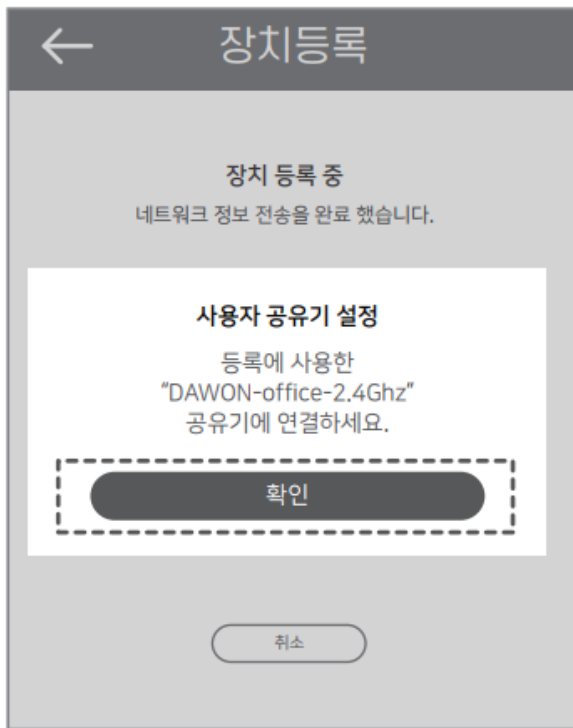 장치등록
장치 등록 중
네트워크 정보 전송을 완료 했습니다.
사용자 공유기 설정
등록에 사용한
“DAWON-office-2.4Ghz”
공유기에 연결하세요.
확인
취소